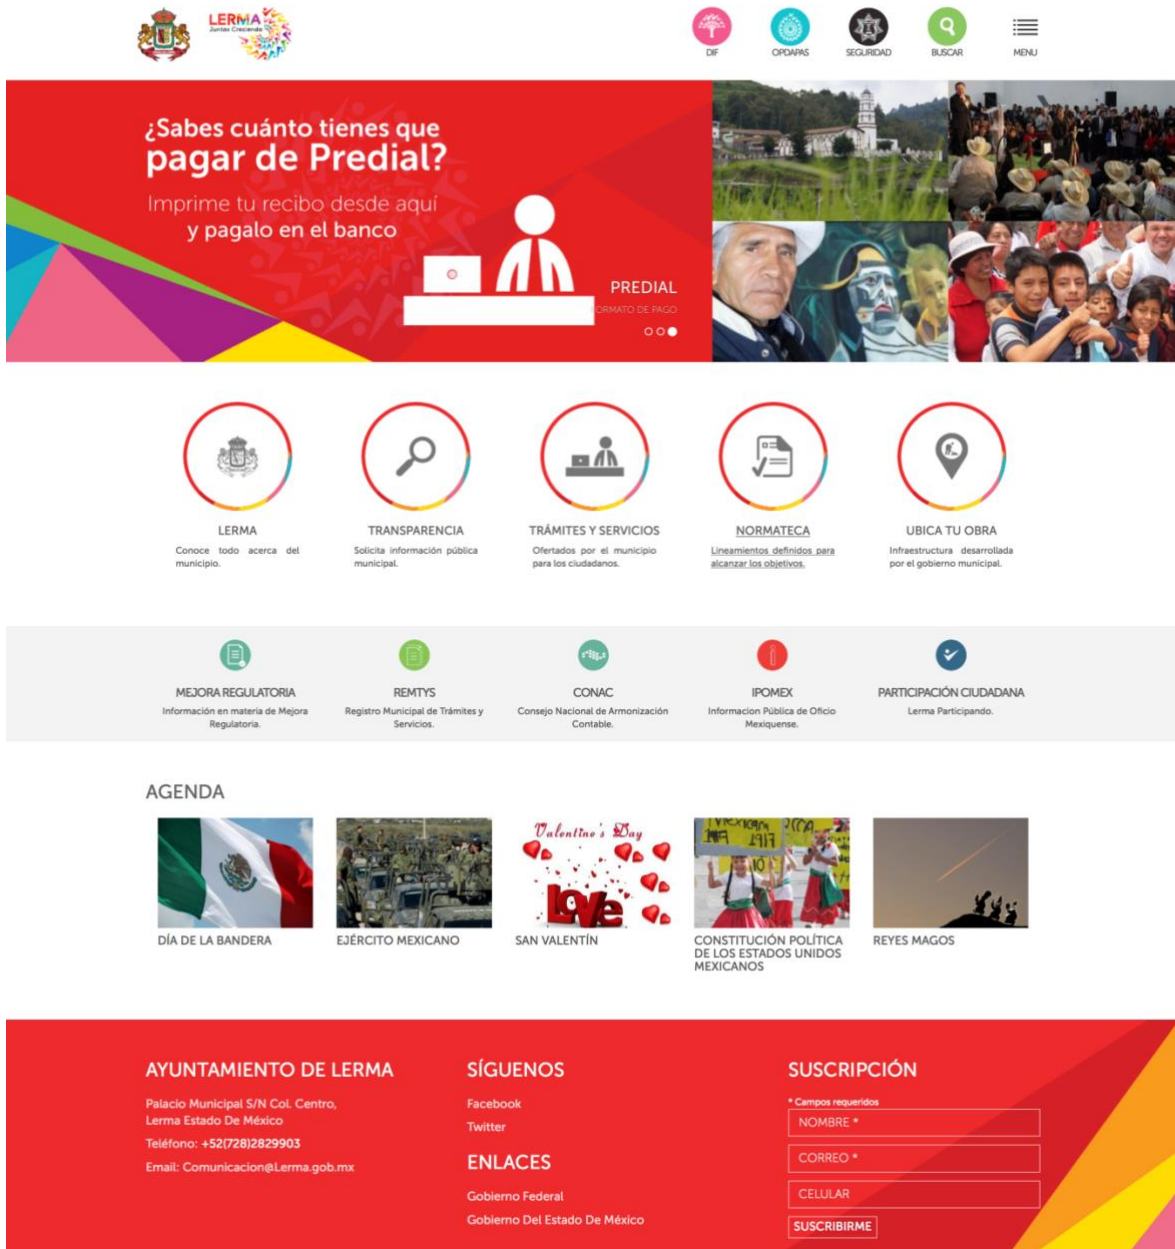 LERMA
Juntos Creciendo
DIF
OPDAPAS
SEGURIDAD
BUSCAR
MENU
¿Sabes cuánto tienes que
pagar de Predial?
Imprime tu recibo desde aquí
y pagalo en el banco
PREDIAL
FORMATO DE PAGO
LERMA
Conoce todo acerca del
municipio.
TRANSPARENCIA
Solicita información pública
municipal.
TRÁMITES Y SERVICIOS
Ofertados por el municipio
para los ciudadanos.
NORMATECA
Lineamientos definidos para
alcanzar los objetivos.
UBICA TU OBRA
Infraestructura desarrollada
por el gobierno municipal.
MEJORA REGULATORIA
Información en materia de Mejora
Regulatoria.
REMTYS
Registro Municipal de Trámites y
Servicios.
CONAC
Consejo Nacional de Armonización
Contable.
IPOMEX
Informacion Pública de Oficio
Mexiquense.
PARTICIPACIÓN CIUDADANA
Lerma Participando.
AGENDA
Valentine's Day
Love
Mexicana
1917
DÍA DE LA BANDERA
EJÉRCITO MEXICANO
SAN VALENTÍN
CONSTITUCIÓN POLÍTICA
DE LOS ESTADOS UNIDOS
MEXICANOS
REYES MAGOS
AYUNTAMIENTO DE LERMA
Palacio Municipal S/N Col. Centro,
Lerma Estado De México
Teléfono: +52(728)2829903
Email: Comunicacion@Lerma.gob.mx
SÍGUENOS
Facebook
Twitter
ENLACES
Gobierno Federal
Gobierno Del Estado De México
SUSCRIPCIÓN
* Campos requeridos
NOMBRE *
CORREO *
CELULAR
SUSCRIBIRME